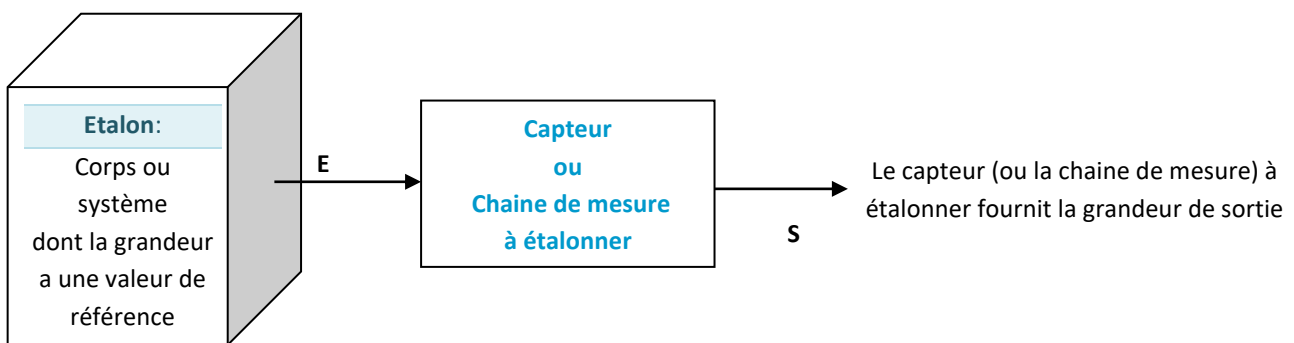 Etalon:
Corps ou
système
dont la grandeur
a une valeur de
référence
E
Capteur
ou
Chaine de mesure
à étalonner
S
Le capteur (ou la chaine de mesure) à
étalonner fournit la grandeur de sortie